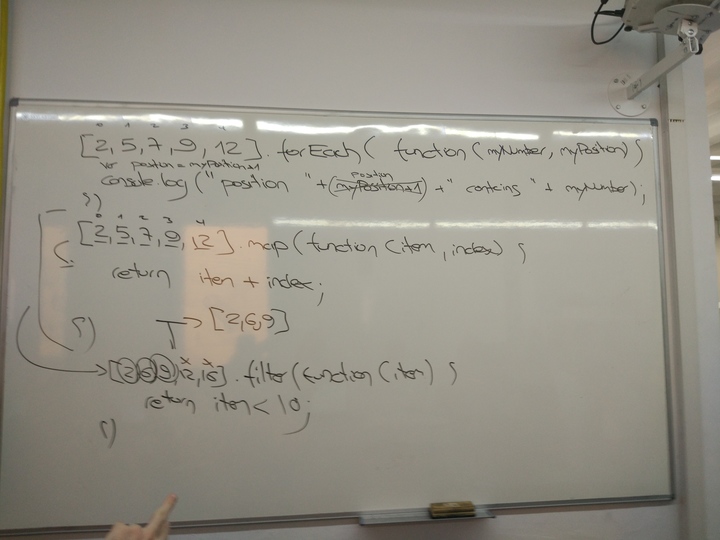 0 1 2 3 4
[2, 5, 7, 9, 12]. forEach( function (myNumber, myPosition) {
var position = myPosition+1
position
console.log(" position " + (myPosition+1) + " contains " + myNumber);
})
0 1 2 3 4
[2, 5, 7, 9, 12]. map(function(item, index) {
return item + index;
})
→ [2,6,9]
x x
[2 6 9, 12, 16]. filter(function(item) {
return item < 10;
})